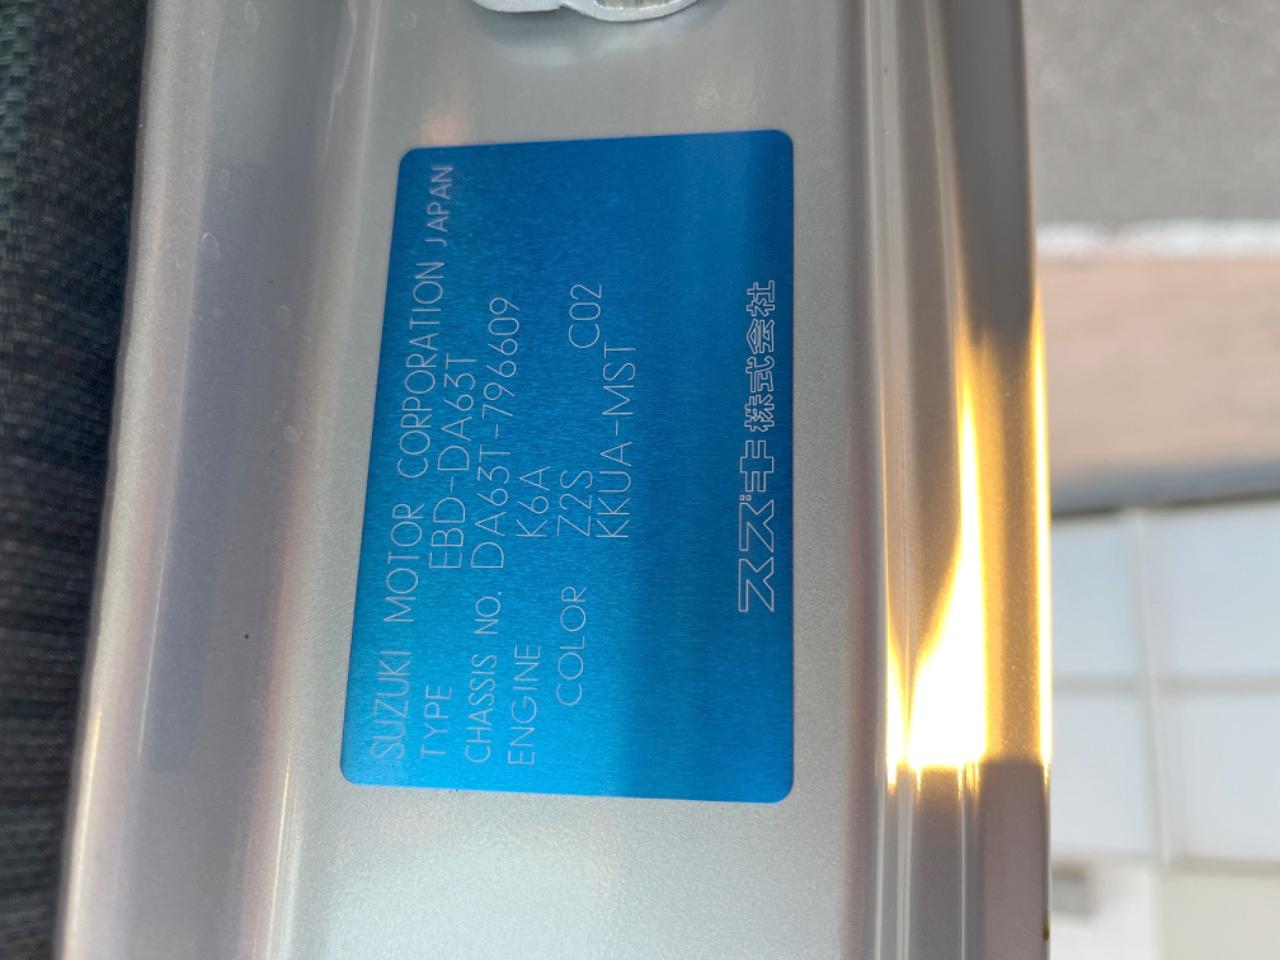 SUZUKI MOTOR CORPORATION JAPAN
TYPE EBD-DA63T
CHASSIS NO. DA63T-796609
ENGINE K6A
COLOR Z2S C02
KKUA-MST
スズキ株式会社